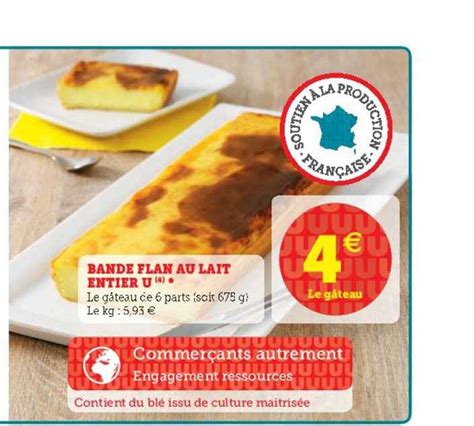 SOUTIEN À LA PRODUCTION
• FRANÇAISE •
4€
Le gâteau
BANDE FLAN AU LAIT
ENTIER U (4) •
Le gâteau de 6 parts (soit 675 g)
Le kg : 5,93 €
Commerçants autrement
Engagement ressources
Contient du blé issu de culture maitrisée